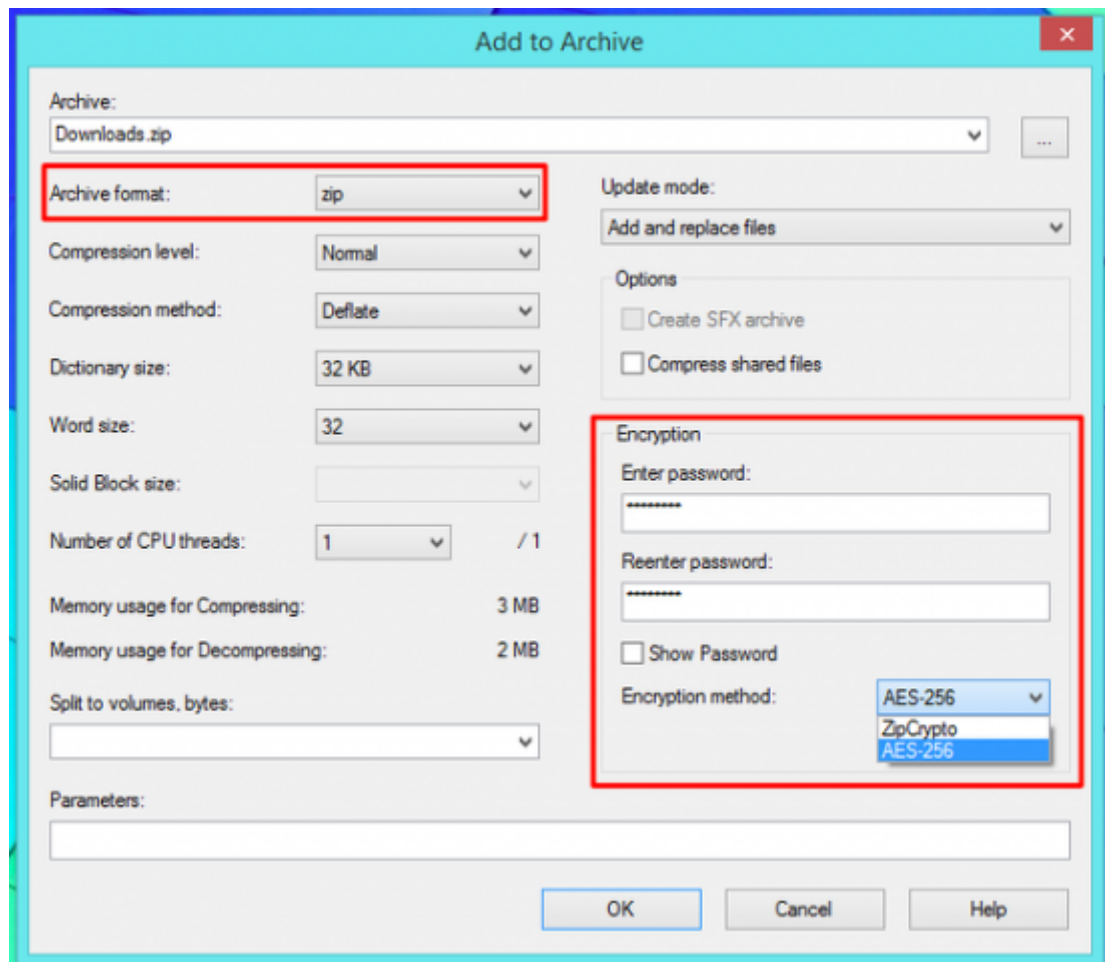 Add to Archive
Archive:
Downloads.zip
...
Archive format:
zip
Compression level:
Normal
Compression method:
Deflate
Dictionary size:
32 KB
Word size:
32
Solid Block size:
Number of CPU threads:
1
/ 1
Memory usage for Compressing:
3 MB
Memory usage for Decompressing:
2 MB
Split to volumes, bytes:
Update mode:
Add and replace files
Options
Create SFX archive
Compress shared files
Encryption
Enter password:
Reenter password:
Show Password
Encryption method:
AES-256
ZipCrypto
AES-256
Parameters:
OK
Cancel
Help